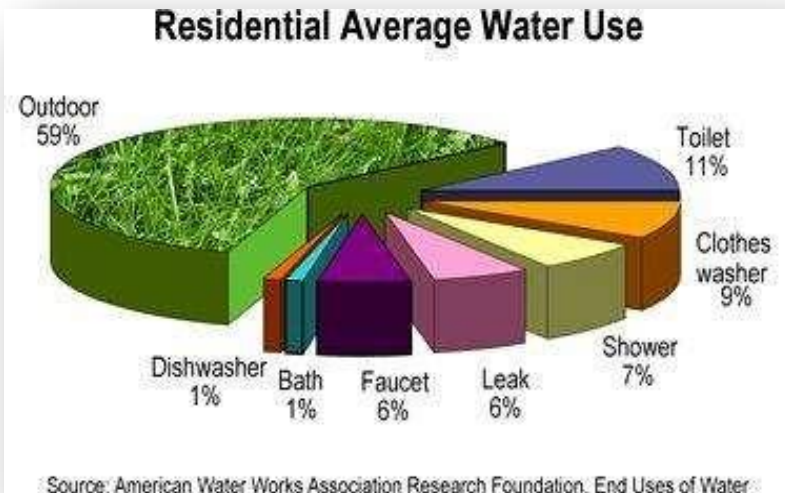 Residential Average Water Use
Outdoor
59%
Toilet
11%
Clothes
washer
9%
Shower
7%
Leak
6%
Faucet
6%
Bath
1%
Dishwasher
1%
Source: American Water Works Association Research Foundation, End Uses of Water